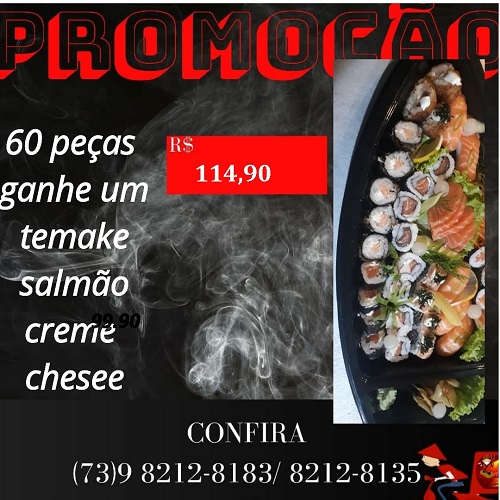 PROMOCÃO
60 peças
ganhe um
temake
salmão
creme
chesee
R$
114,90
99,90
CONFIRA
(73)9 8212-8183/ 8212-8135